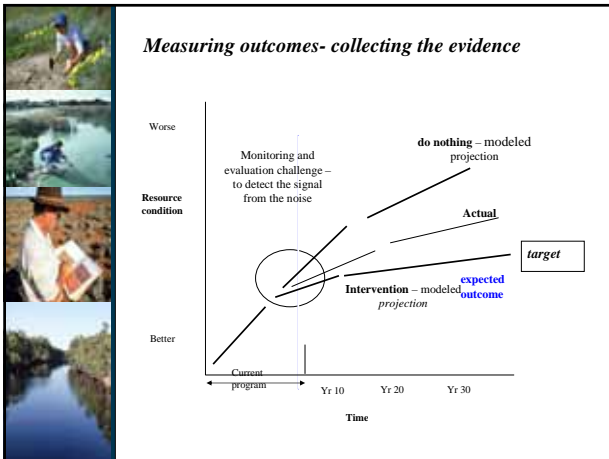 Measuring outcomes- collecting the evidence
Worse
do nothing – modeled
projection
Monitoring and
evaluation challenge –
to detect the signal
from the noise
Resource
condition
Actual
target
Intervention – modeled
projection
expected
outcome
Better
Current
program
Yr 10
Yr 20
Yr 30
Time